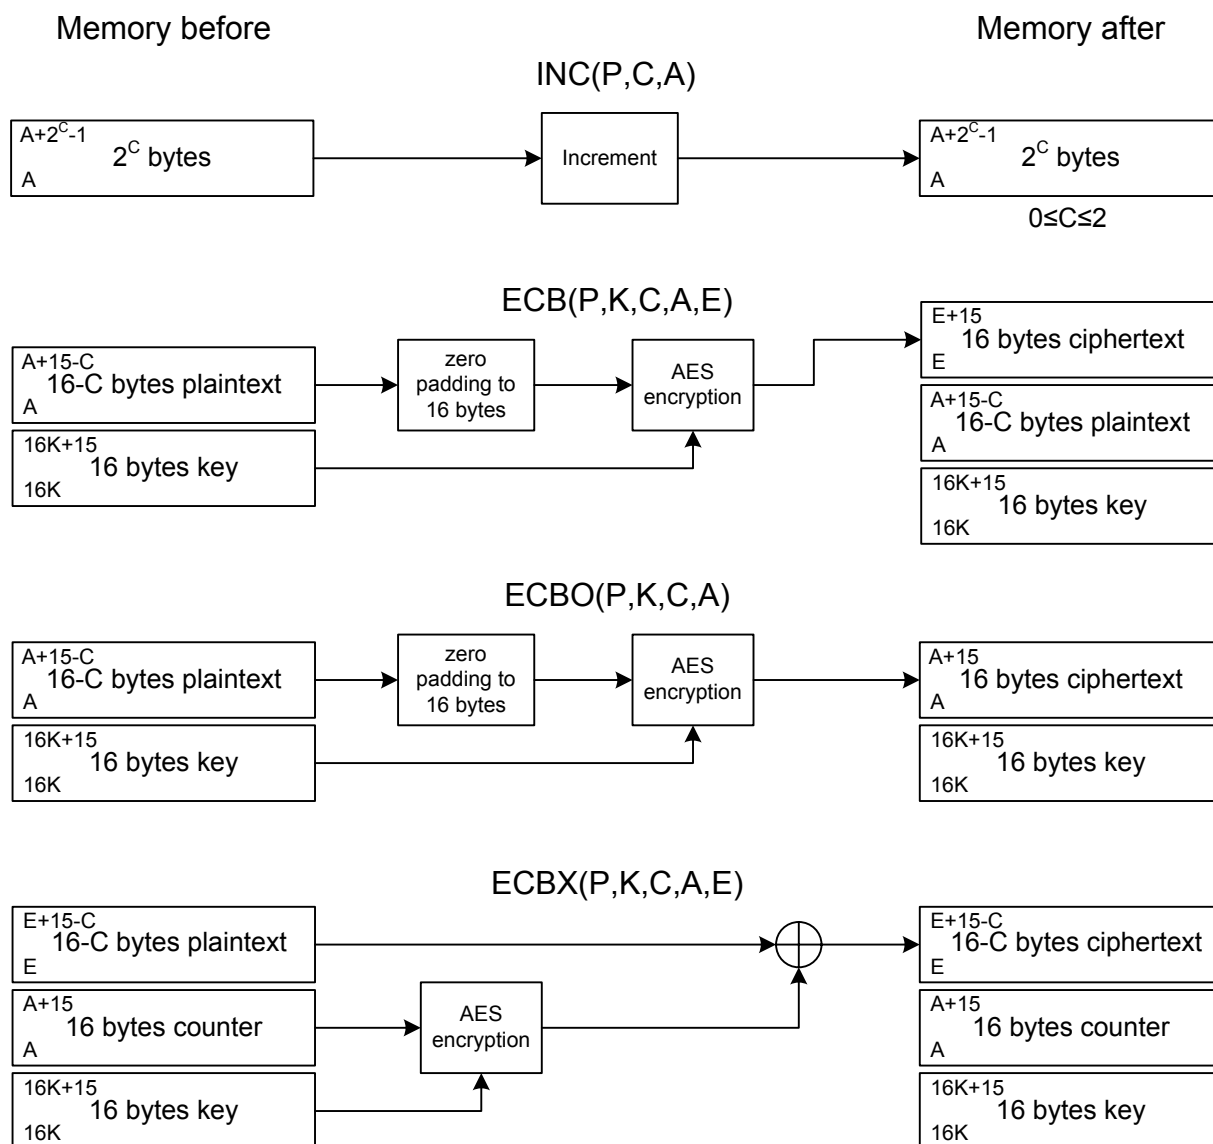 Memory before
Memory after
INC(P,C,A)
A+2^C-1
2^C bytes
A
Increment
A+2^C-1
2^C bytes
A
0≤C≤2
ECB(P,K,C,A,E)
A+15-C
16-C bytes plaintext
A
16K+15
16 bytes key
16K
zero
padding to
16 bytes
AES
encryption
E+15
16 bytes ciphertext
E
A+15-C
16-C bytes plaintext
A
16K+15
16 bytes key
16K
ECBO(P,K,C,A)
A+15-C
16-C bytes plaintext
A
16K+15
16 bytes key
16K
zero
padding to
16 bytes
AES
encryption
A+15
16 bytes ciphertext
A
16K+15
16 bytes key
16K
ECBX(P,K,C,A,E)
E+15-C
16-C bytes plaintext
E
A+15
16 bytes counter
A
16K+15
16 bytes key
16K
AES
encryption
E+15-C
16-C bytes ciphertext
E
A+15
16 bytes counter
A
16K+15
16 bytes key
16K